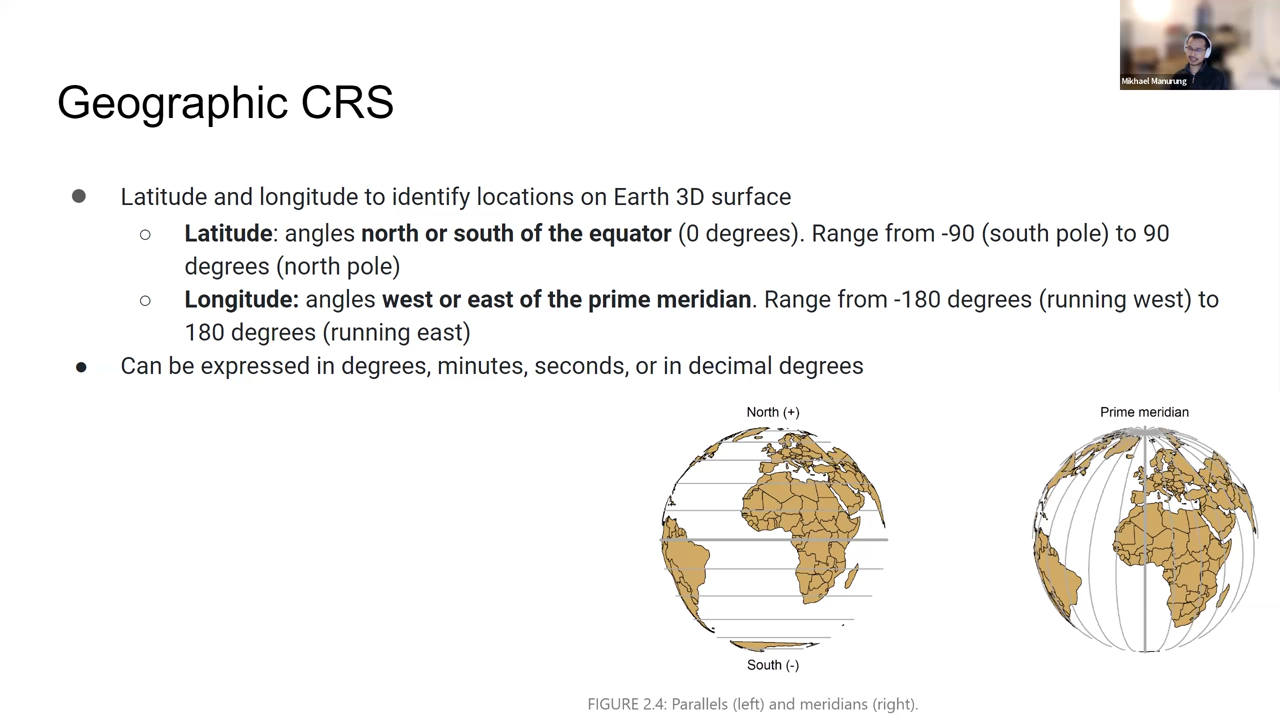 Mikhael Manurung
Geographic CRS
● Latitude and longitude to identify locations on Earth 3D surface
○ Latitude: angles north or south of the equator (0 degrees). Range from -90 (south pole) to 90
degrees (north pole)
○ Longitude: angles west or east of the prime meridian. Range from -180 degrees (running west) to
180 degrees (running east)
● Can be expressed in degrees, minutes, seconds, or in decimal degrees
North (+)
Prime meridian
South (-)
FIGURE 2.4: Parallels (left) and meridians (right).